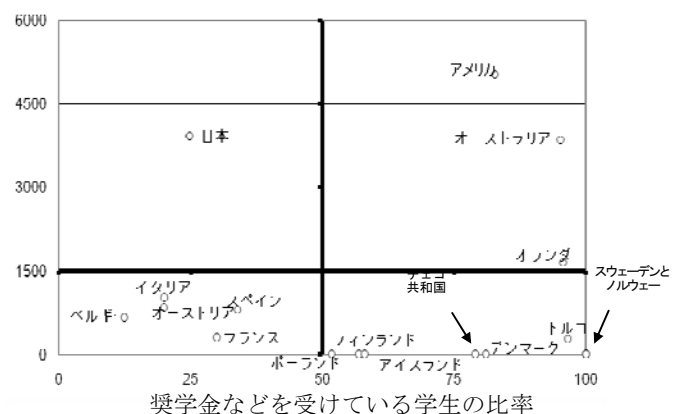 6000
アメリカ
4500
日本
オーストラリア
3000
オランダ
1500
チェコ
共和国
スウェーデンと
ノルウェー
イタリア
スペイン
ベルギー
オーストリア
トルコ
フランス
フィンランド
デンマーク
0
ポーランド
アイスランド
0 25 50 75 100
奨学金などを受けている学生の比率